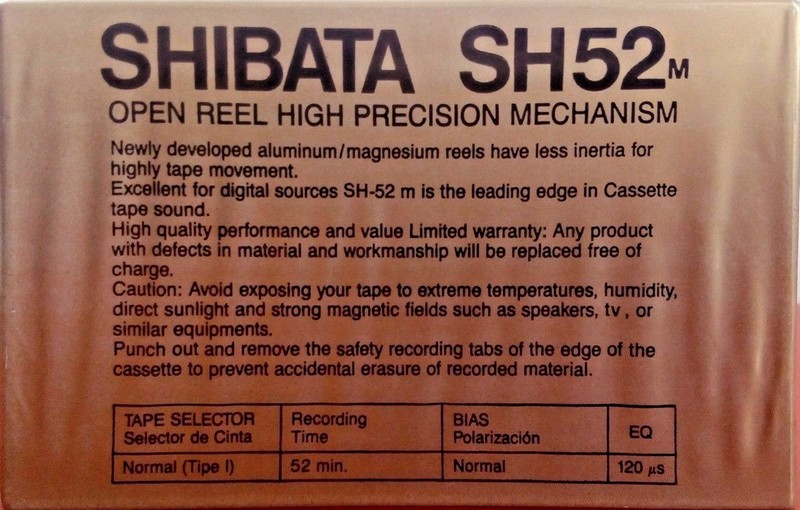 SHIBATA SH52M
OPEN REEL HIGH PRECISION MECHANISM
Newly developed aluminum/magnesium reels have less inertia for
highly tape movement.
Excellent for digital sources SH-52 m is the leading edge in Cassette
tape sound.
High quality performance and value Limited warranty: Any product
with defects in material and workmanship will be replaced free of
charge.
Caution: Avoid exposing your tape to extreme temperatures, humidity,
direct sunlight and strong magnetic fields such as speakers, tv, or
similar equipments.
Punch out and remove the safety recording tabs of the edge of the
cassette to prevent accidental erasure of recorded material.
TAPE SELECTOR Recording BIAS EQ
Selector de Cinta Time Polarización
Normal (Tipe I) 52 min. Normal 120 µs